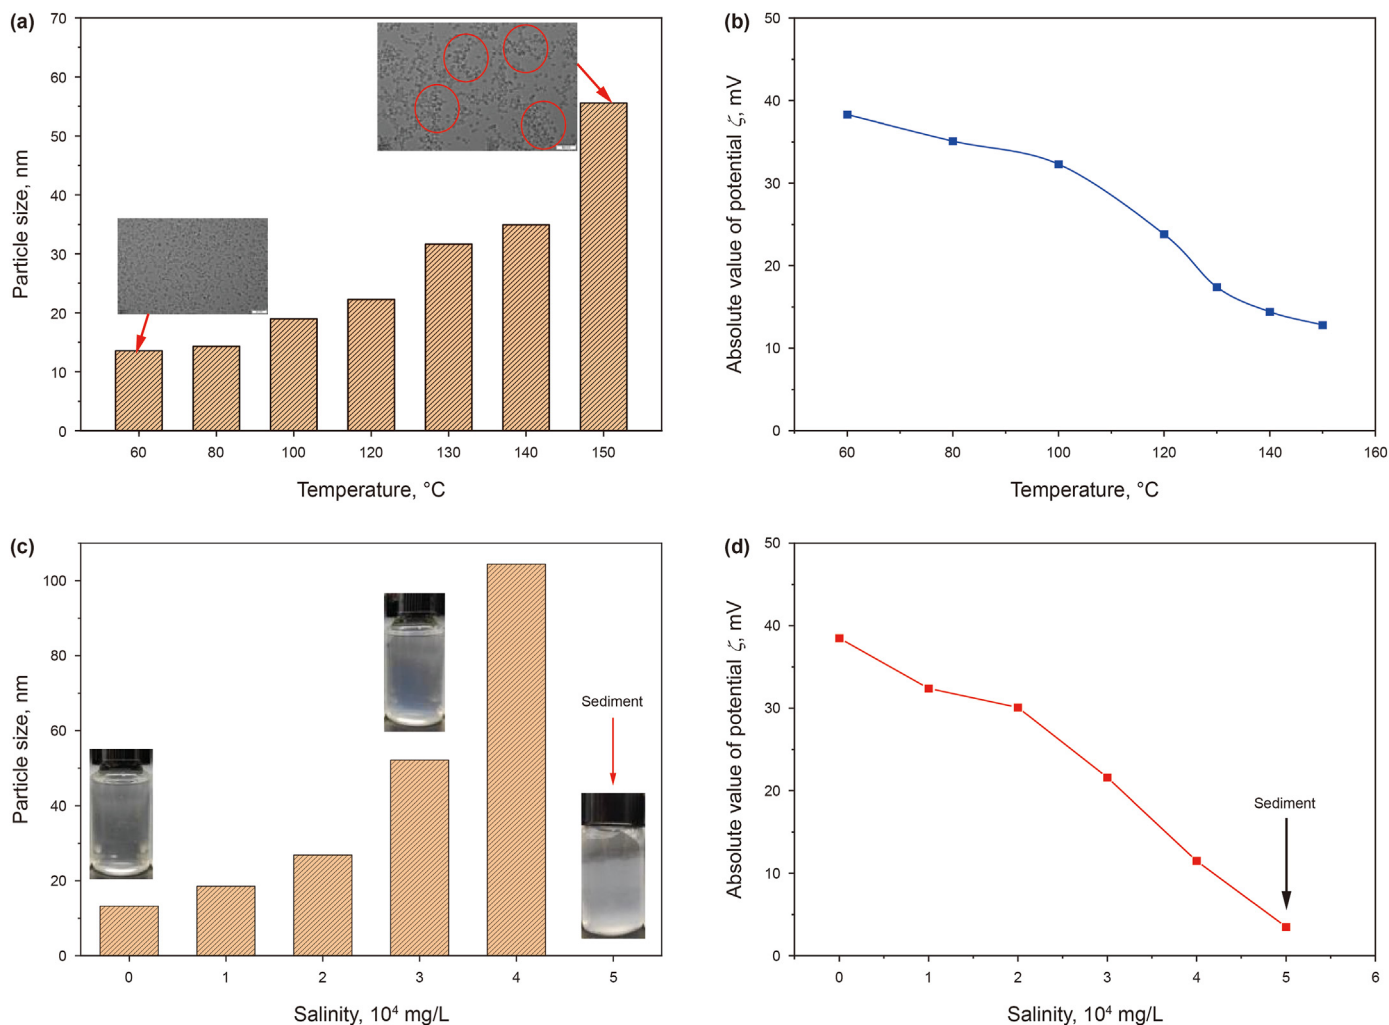 (a)
70
60
50
40
30
20
10
0
Particle size, nm
60 80 100 120 130 140 150
Temperature, °C
(b)
50
40
30
20
10
0
Absolute value of potential ζ, mV
60 80 100 120 140 160
Temperature, °C
(c)
100
80
60
40
20
0
Particle size, nm
Sediment
0 1 2 3 4 5
Salinity, 10⁴ mg/L
(d)
50
40
30
20
10
0
Absolute value of potential ζ, mV
Sediment
0 1 2 3 4 5 6
Salinity, 10⁴ mg/L